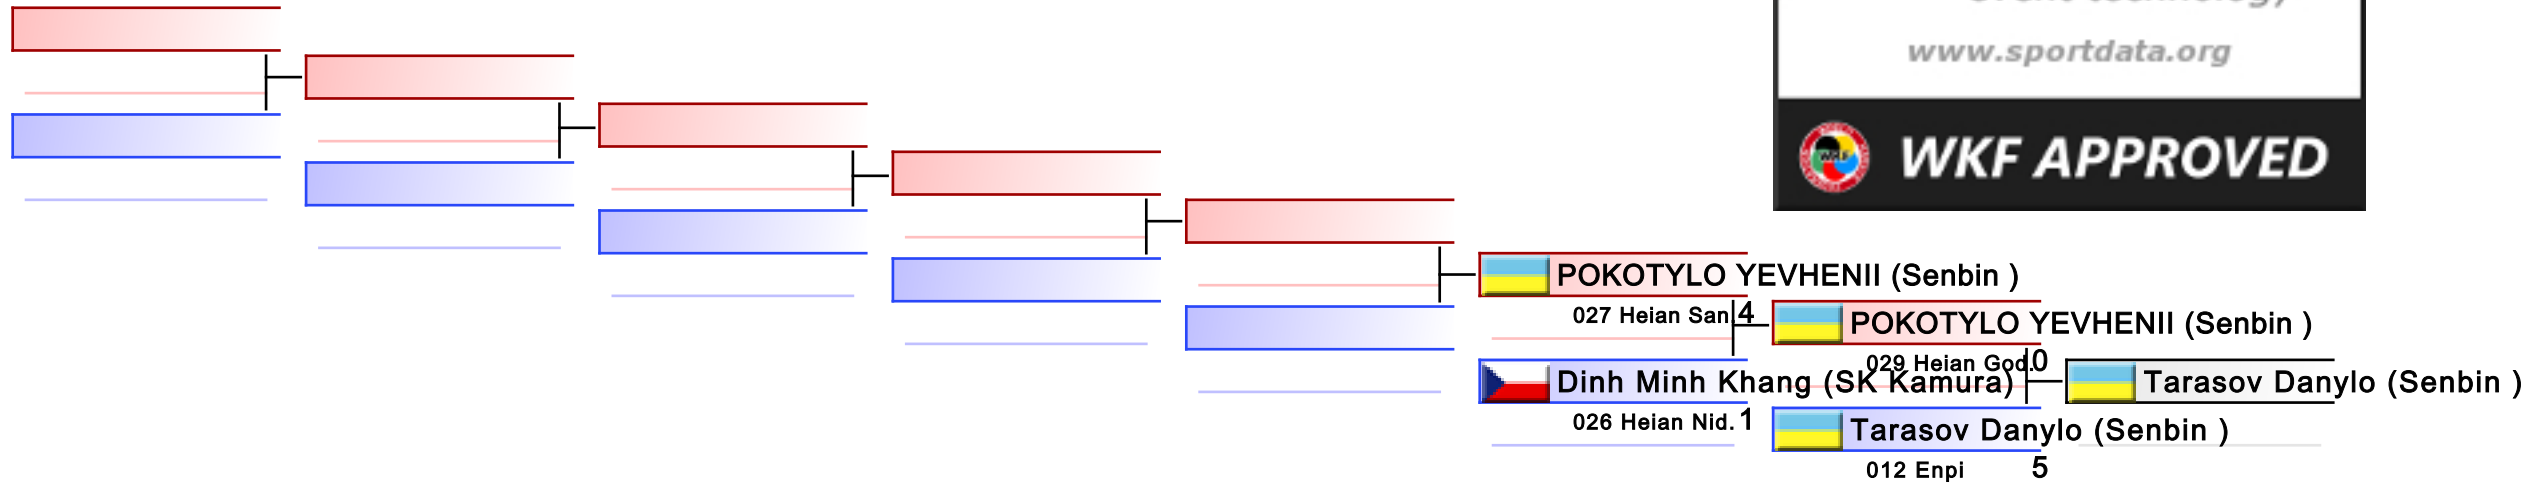 www.sportdata.org
WKF APPROVED
POKOTYLO YEVHENII (Senbin )
027 Heian San. 4
POKOTYLO YEVHENII (Senbin )
029 Heian God. 0
Dinh Minh Khang (SK Kamura)
Tarasov Danylo (Senbin )
026 Heian Nid. 1
Tarasov Danylo (Senbin )
012 Enpi 5